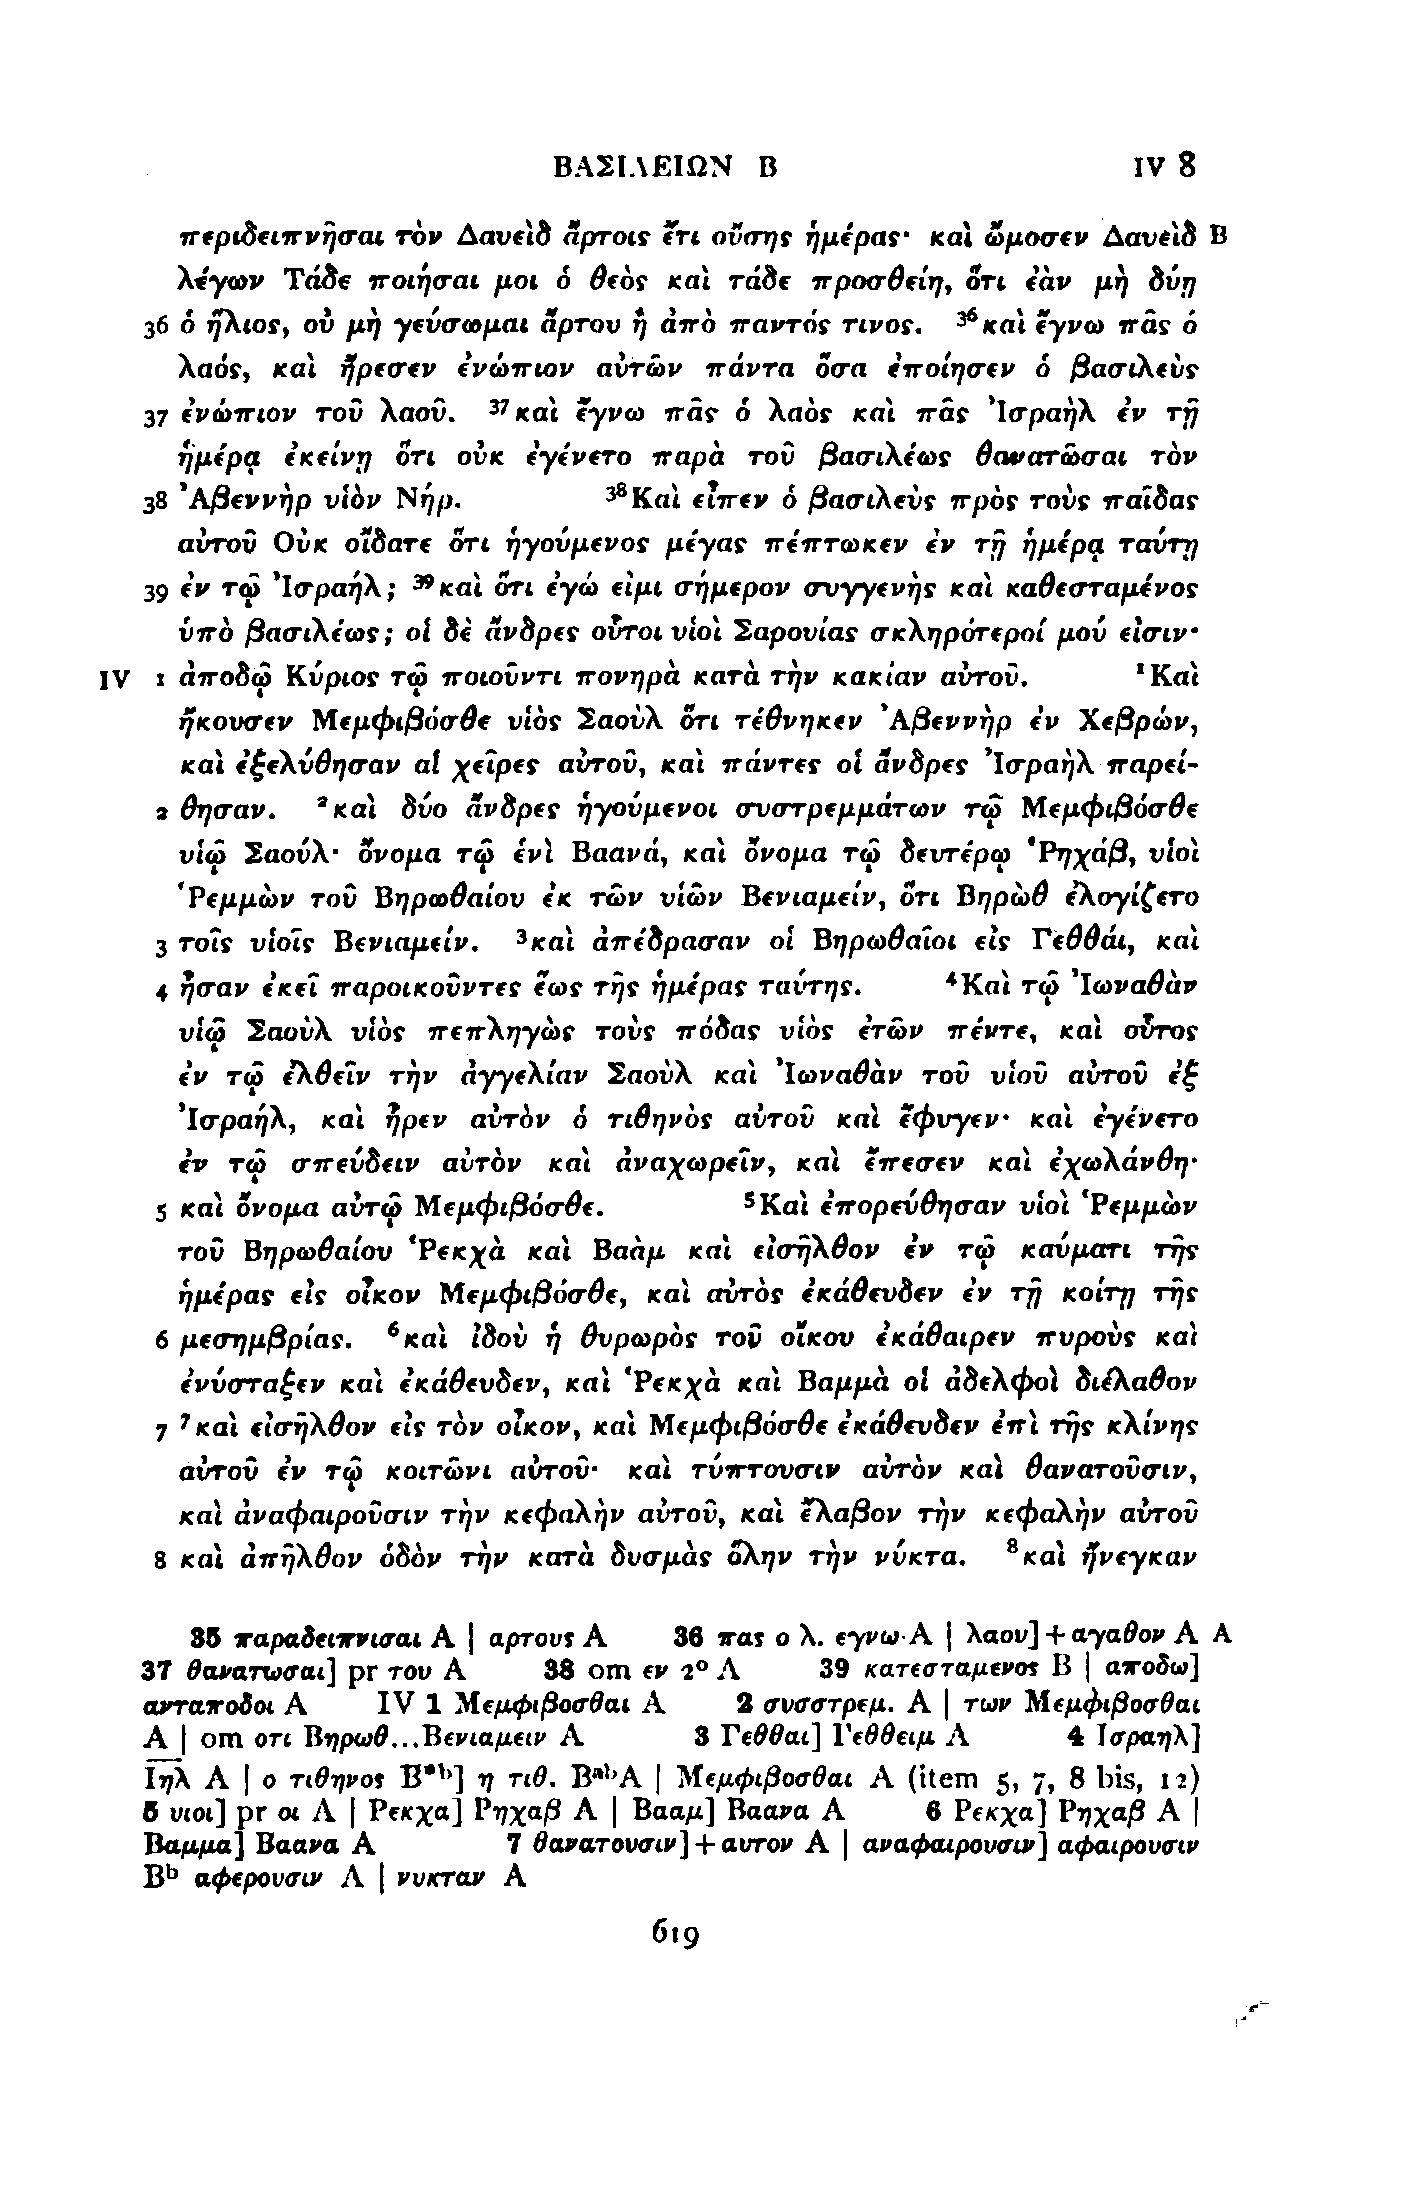 ΒΑΣΙΛΕΙΩΝ Β IV 8
περιδειπνῆσαι τὸν Δαυεὶδ ἄρτοις ἔτι οὔσης ἡμέρας· καὶ ὤμοσεν Δαυεὶδ B
λέγων Τάδε ποιήσαι μοι ὁ θεὸς καὶ τάδε προσθείη, ὅτι ἐὰν μὴ δύῃ
36 ὁ ἥλιος, οὐ μὴ γεύσωμαι ἄρτου ἢ ἀπὸ παντός τινος. ³⁶καὶ ἔγνω πᾶς ὁ
λαός, καὶ ἤρεσεν ἐνώπιον αὐτῶν πάντα ὅσα ἐποίησεν ὁ βασιλεὺς
37 ἐνώπιον τοῦ λαοῦ. ³⁷καὶ ἔγνω πᾶς ὁ λαὸς καὶ πᾶς Ἰσραὴλ ἐν τῇ
ἡμέρᾳ ἐκείνῃ ὅτι οὐκ ἐγένετο παρὰ τοῦ βασιλέως θανατῶσαι τὸν
38 Ἀβεννὴρ υἱὸν Νήρ. ³⁸Καὶ εἶπεν ὁ βασιλεὺς πρὸς τοὺς παῖδας
αὐτοῦ Οὐκ οἴδατε ὅτι ἡγούμενος μέγας πέπτωκεν ἐν τῇ ἡμέρᾳ ταύτῃ
39 ἐν τῷ Ἰσραήλ; ³⁹καὶ ὅτι ἐγώ εἰμι σήμερον συγγενὴς καὶ καθεσταμένος
ὑπὸ βασιλέως; οἱ δὲ ἄνδρες οὗτοι υἱοὶ Σαρουίας σκληρότεροί μού εἰσιν·
IV 1 ἀποδῷ Κύριος τῷ ποιοῦντι πονηρὰ κατὰ τὴν κακίαν αὐτοῦ. ¹Καὶ
ἤκουσεν Μεμφιβόσθε υἱὸς Σαοὺλ ὅτι τέθνηκεν Ἀβεννὴρ ἐν Χεβρών,
καὶ ἐξελύθησαν αἱ χεῖρες αὐτοῦ, καὶ πάντες οἱ ἄνδρες Ἰσραὴλ παρεί-
2 θησαν. ²καὶ δύο ἄνδρες ἡγούμενοι συστρεμμάτων τῷ Μεμφιβόσθε
υἱῷ Σαούλ· ὄνομα τῷ ἑνὶ Βαανά, καὶ ὄνομα τῷ δευτέρῳ Ῥηχάβ, υἱοὶ
Ῥεμμὼν τοῦ Βηρωθαίου ἐκ τῶν υἱῶν Βενιαμείν, ὅτι Βηρὼθ ἐλογίζετο
3 τοῖς υἱοῖς Βενιαμείν. ³καὶ ἀπέδρασαν οἱ Βηρωθαῖοι εἰς Γεθθάι, καὶ
4 ἦσαν ἐκεῖ παροικοῦντες ἕως τῆς ἡμέρας ταύτης. ⁴Καὶ τῷ Ἰωναθὰν
υἱῷ Σαοὺλ υἱὸς πεπληγὼς τοὺς πόδας υἱὸς ἐτῶν πέντε, καὶ οὗτος
ἐν τῷ ἐλθεῖν τὴν ἀγγελίαν Σαοὺλ καὶ Ἰωναθὰν τοῦ υἱοῦ αὐτοῦ ἐξ
Ἰσραήλ, καὶ ἦρεν αὐτὸν ὁ τιθηνὸς αὐτοῦ καὶ ἔφυγεν· καὶ ἐγένετο
ἐν τῷ σπεύδειν αὐτὸν καὶ ἀναχωρεῖν, καὶ ἔπεσεν καὶ ἐχωλάνθη·
5 καὶ ὄνομα αὐτῷ Μεμφιβόσθε. ⁵Καὶ ἐπορεύθησαν υἱοὶ Ῥεμμὼν
τοῦ Βηρωθαίου Ῥεκχὰ καὶ Βαὰμ καὶ εἰσῆλθον ἐν τῷ καύματι τῆς
ἡμέρας εἰς οἶκον Μεμφιβόσθε, καὶ αὐτὸς ἐκάθευδεν ἐν τῇ κοίτῃ τῆς
6 μεσημβρίας. ⁶καὶ ἰδοὺ ἡ θυρωρὸς τοῦ οἴκου ἐκάθαιρεν πυροὺς καὶ
ἐνύσταξεν καὶ ἐκάθευδεν, καὶ Ῥεκχὰ καὶ Βαμμὰ οἱ ἀδελφοὶ διέλαθον
7 ⁷καὶ εἰσῆλθον εἰς τὸν οἶκον, καὶ Μεμφιβόσθε ἐκάθευδεν ἐπὶ τῆς κλίνης
αὐτοῦ ἐν τῷ κοιτῶνι αὐτοῦ· καὶ τύπτουσιν αὐτὸν καὶ θανατοῦσιν,
καὶ ἀναφαιροῦσιν τὴν κεφαλὴν αὐτοῦ, καὶ ἔλαβον τὴν κεφαλὴν αὐτοῦ
8 καὶ ἀπῆλθον ὁδὸν τὴν κατὰ δυσμὰς ὅλην τὴν νύκτα. ⁸καὶ ἤνεγκαν
35 παραδειπνισαι A | αρτους A 36 πας ο λ. εγνω A | λαου]+αγαθον A A
37 θανατωσαι] pr του A 38 om εν 2° A 39 κατεσταμενος B | αποδω]
ανταποδοι A IV 1 Μεμφιβοσθαι A 2 συσστρεμ. A | των Μεμφιβοσθαι
A | om οτι Βηρωθ...Βενιαμειν A 3 Γεθθαι] Γεθθειμ A 4 Ισραηλ]
Ιηλ A | ο τιθηνος B*ᵇ] η τιθ. BᵃᵇA | Μεμφιβοσθαι A (item 5, 7, 8 bis, 12)
5 υιοι] pr οι A | Ρεκχα] Ρηχαβ A | Βααμ] Βαανα A 6 Ρεκχα] Ρηχαβ A |
Βαμμα] Βαανα A 7 θανατουσιν]+αυτον A | αναφαιρουσιν] αφαιρουσιν
Bᵇ αφερουσιν A | νυκταν A
619